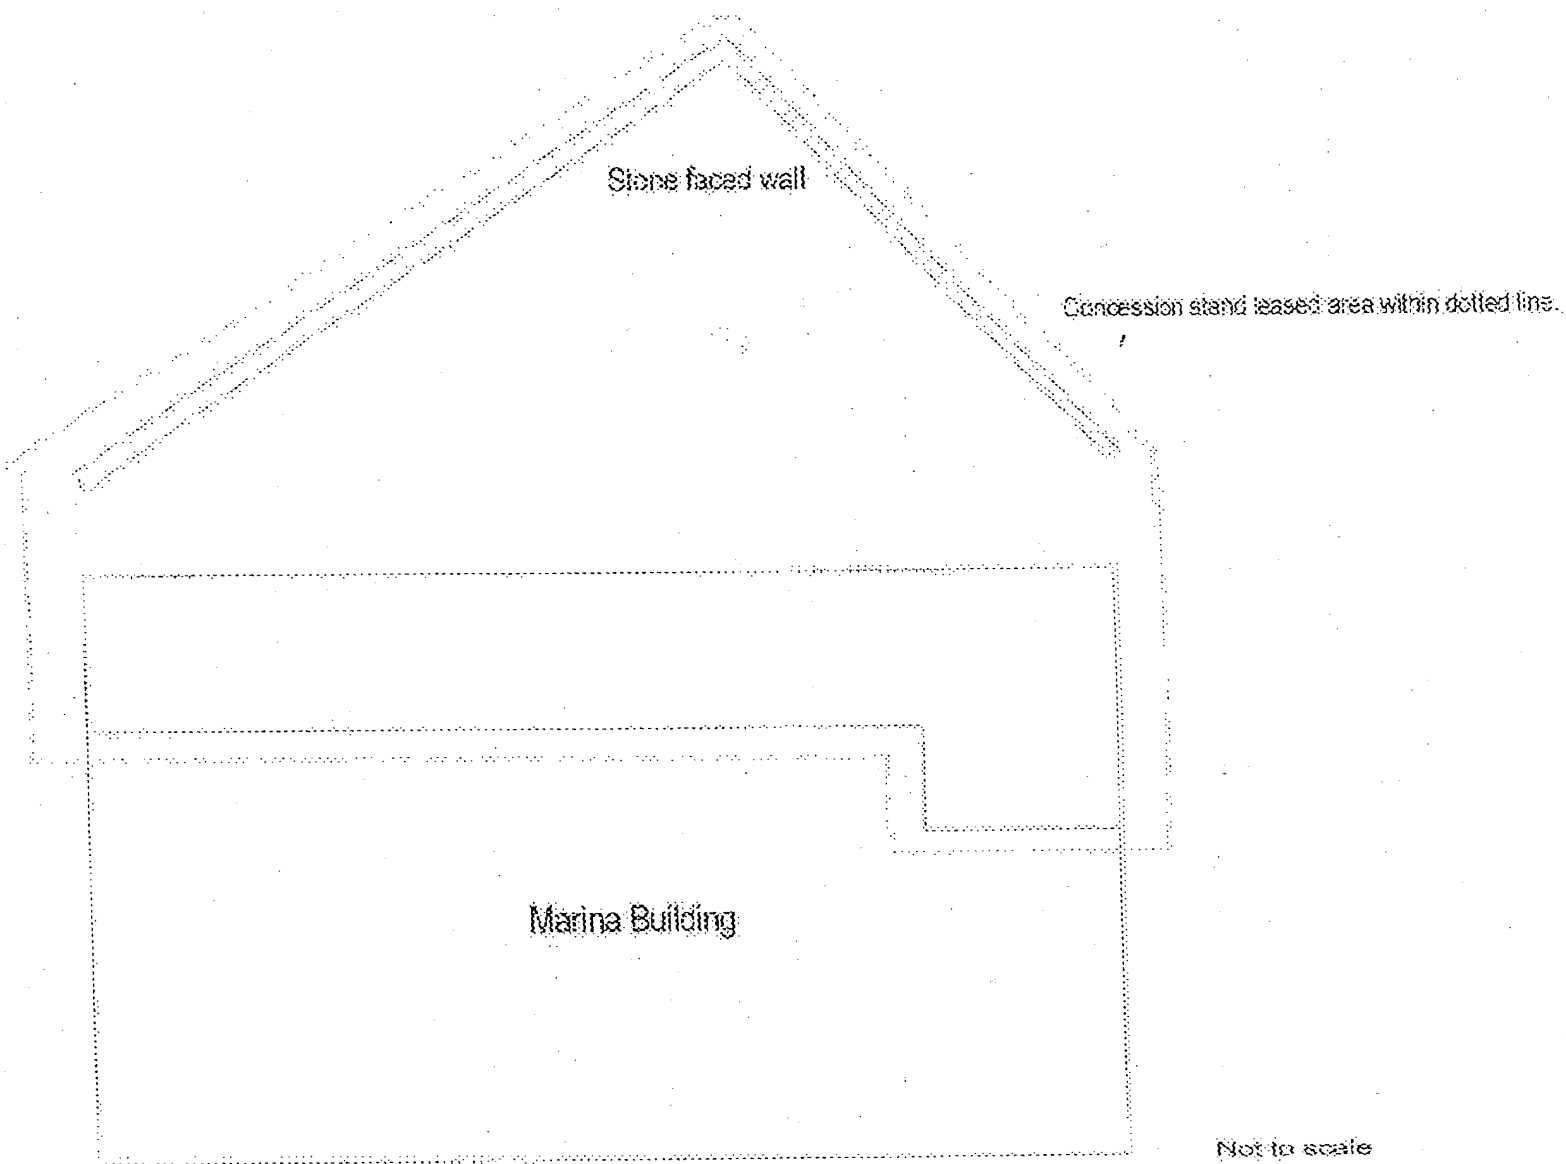 Stone faced wall
Concession stand leased area within dotted line.
Marina Building
Not to scale